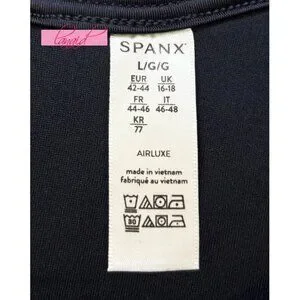 SPANX
L/G/G
EUR UK
42-44 16-18
FR IT
44-46 46-48
KR
77
AIRLUXE
made in vietnam
fabriqué au vietnam